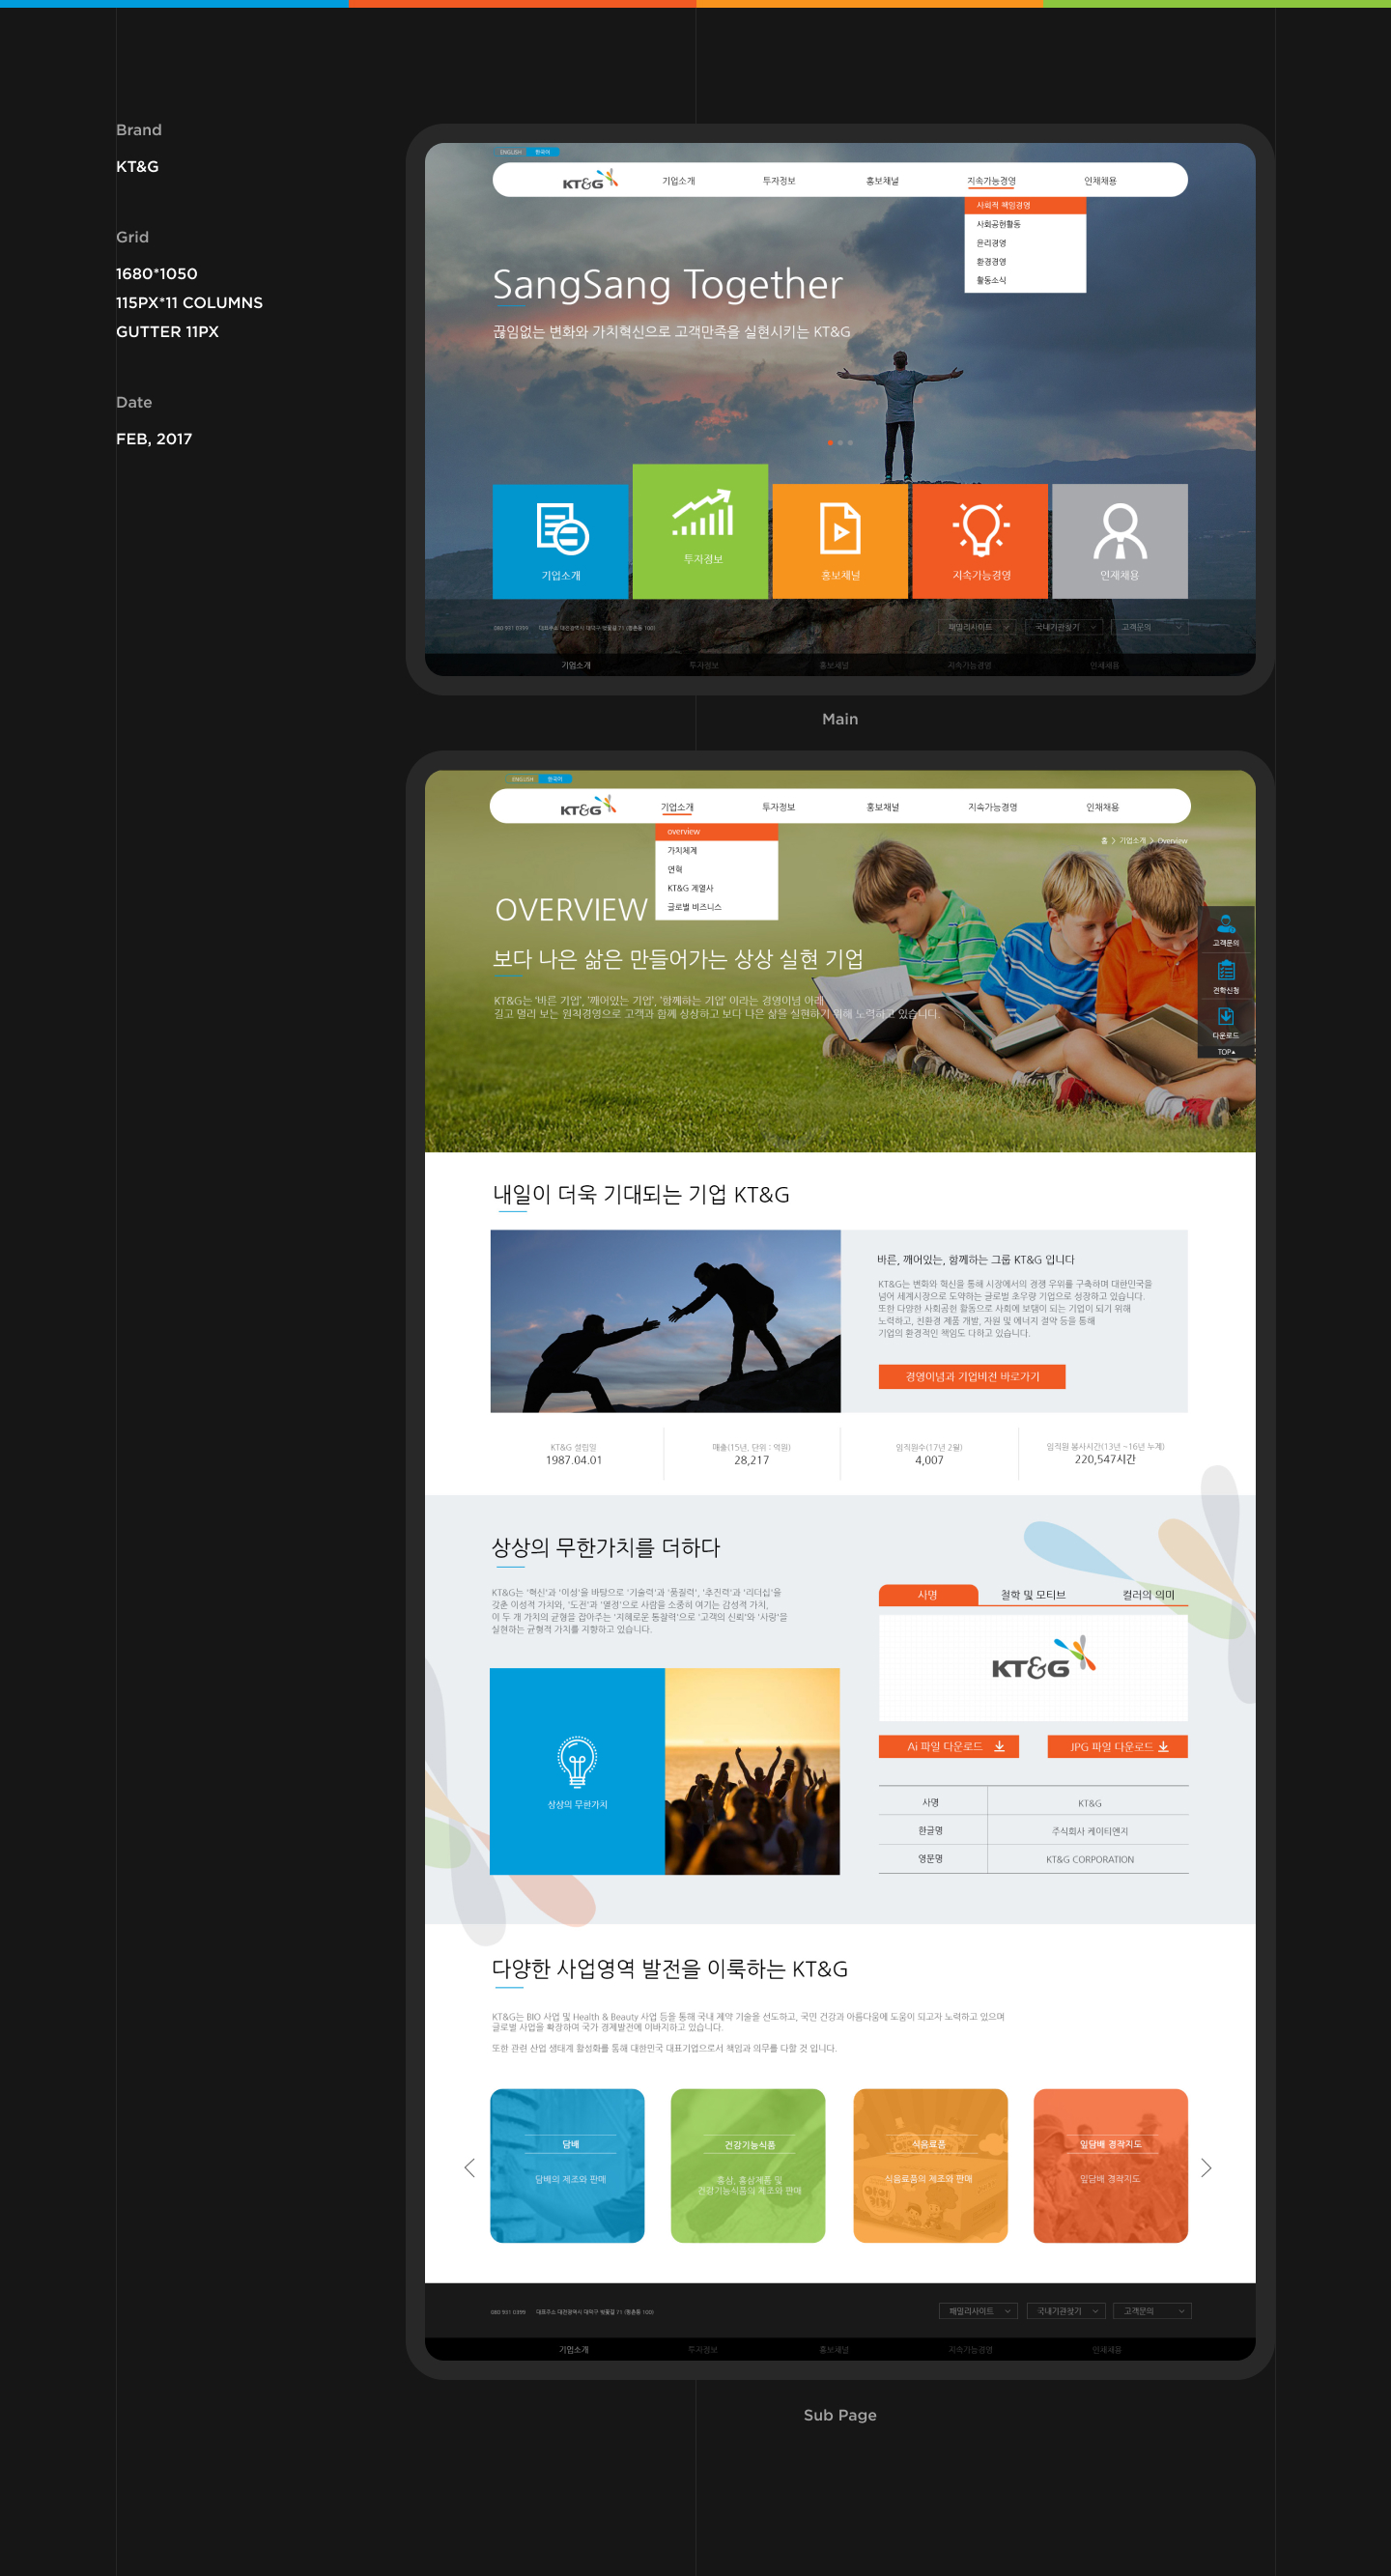 Brand
KT&G
Grid
1680*1050
115PX*11 COLUMNS
GUTTER 11PX
Date
FEB, 2017
ENGLISH 한국어
KT&G 기업소개 투자정보 홍보채널 지속가능경영 인재채용
사회적 책임경영
사회공헌활동
윤리경영
환경경영
활동소식
SangSang Together
끊임없는 변화와 가치혁신으로 고객만족을 실현시키는 KT&G
기업소개 투자정보 홍보채널 지속가능경영 인재채용
080 931 0399 대표주소 대전광역시 대덕구 벚꽃길 71 (평촌동 100)
패밀리사이트 국내기관찾기 고객문의
기업소개 투자정보 홍보채널 지속가능경영 인재채용
Main
ENGLISH 한국어
KT&G 기업소개 투자정보 홍보채널 지속가능경영 인재채용
overview
가치체계
연혁
KT&G 계열사
글로벌 비즈니스
홈 > 기업소개 > Overview
OVERVIEW
보다 나은 삶은 만들어가는 상상 실현 기업
KT&G는 '바른 기업', '깨어있는 기업', '함께하는 기업' 이라는 경영이념 아래
길고 멀리 보는 원칙경영으로 고객과 함께 상상하고 보다 나은 삶을 실현하기 위해 노력하고 있습니다.
고객문의
견학신청
다운로드
TOP▲
내일이 더욱 기대되는 기업 KT&G
바른, 깨어있는, 함께하는 그룹 KT&G 입니다
KT&G는 변화와 혁신을 통해 시장에서의 경쟁 우위를 구축하며 대한민국을
넘어 세계시장으로 도약하는 글로벌 초우량 기업으로 성장하고 있습니다.
또한 다양한 사회공헌 활동으로 사회에 보탬이 되는 기업이 되기 위해
노력하고, 친환경 제품 개발, 자원 및 에너지 절약 등을 통해
기업의 환경적인 책임도 다하고 있습니다.
경영이념과 기업비전 바로가기
KT&G 설립일 매출(15년, 단위 : 억원) 임직원수(17년 2월) 임직원 봉사시간(13년 ~16년 누계)
1987.04.01 28,217 4,007 220,547시간
상상의 무한가치를 더하다
KT&G는 '혁신'과 '이성'을 바탕으로 '기술력'과 '품질력', '추진력'과 '리더십'을
갖춘 이성적 가치와, '도전'과 '열정'으로 사람을 소중히 여기는 감성적 가치,
이 두 개 가치의 균형을 잡아주는 '지혜로운 통찰력'으로 '고객의 신뢰'와 '사랑'을
실현하는 균형적 가치를 지향하고 있습니다.
상상의 무한가치
사명 철학 및 모티브 컬러의 의미
KT&G
Ai 파일 다운로드 JPG 파일 다운로드
사명 KT&G
한글명 주식회사 케이티앤지
영문명 KT&G CORPORATION
다양한 사업영역 발전을 이룩하는 KT&G
KT&G는 BIO 사업 및 Health & Beauty 사업 등을 통해 국내 제약 기술을 선도하고, 국민 건강과 아름다움에 도움이 되고자 노력하고 있으며
글로벌 사업을 확장하여 국가 경제발전에 이바지하고 있습니다.
또한 관련 산업 생태계 활성화를 통해 대한민국 대표기업으로서 책임과 의무를 다할 것 입니다.
담배
담배의 제조와 판매
건강기능식품
홍삼, 홍삼제품 및
건강기능식품의 제조와 판매
식음료품
식음료품의 제조와 판매
잎담배 경작지도
잎담배 경작지도
080 931 0399 대표주소 대전광역시 대덕구 벚꽃길 71 (평촌동 100)
패밀리사이트 국내기관찾기 고객문의
기업소개 투자정보 홍보채널 지속가능경영 인재채용
Sub Page